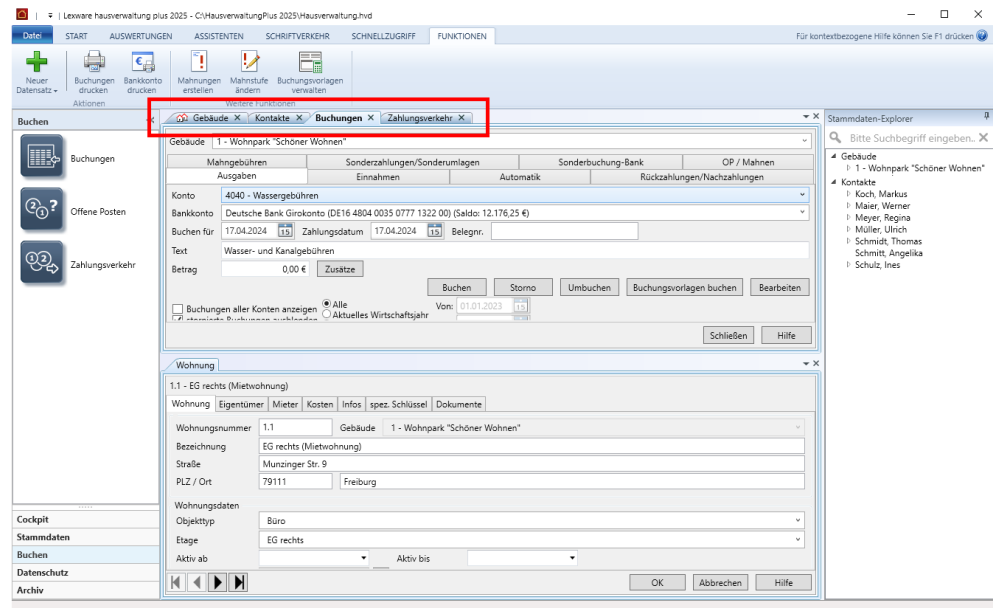 | Lexware hausverwaltung plus 2025 - C:\HausverwaltungPlus 2025\Hausverwaltung.hvd
Datei START AUSWERTUNGEN ASSISTENTEN SCHRIFTVERKEHR SCHNELLZUGRIFF FUNKTIONEN Für kontextbezogene Hilfe können Sie F1 drücken
Neuer Datensatz
Buchungen drucken
Bankkonto drucken
Aktionen
Mahnungen erstellen
Mahnstufe ändern
Buchungsvorlagen verwalten
Weitere Funktionen
Buchen
Buchungen
Offene Posten
Zahlungsverkehr
Cockpit
Stammdaten
Buchen
Datenschutz
Archiv
Gebäude X Kontakte X Buchungen X Zahlungsverkehr X
Gebäude 1 - Wohnpark "Schöner Wohnen"
Mahngebühren Sonderzahlungen/Sonderumlagen Sonderbuchung-Bank OP / Mahnen
Ausgaben Einnahmen Automatik Rückzahlungen/Nachzahlungen
Konto 4040 - Wassergebühren
Bankkonto Deutsche Bank Girokonto (DE16 4804 0035 0777 1322 00) (Saldo: 12.176,25 €)
Buchen für 17.04.2024 15 Zahlungsdatum 17.04.2024 15 Belegnr.
Text Wasser- und Kanalgebühren
Betrag 0,00 € Zusätze
Buchen Storno Umbuchen Buchungsvorlagen buchen Bearbeiten
Buchungen aller Konten anzeigen Alle Von: 01.01.2023 15
stornierte Buchungen ausblenden Aktuelles Wirtschaftsjahr
Schließen Hilfe
Wohnung
1.1 - EG rechts (Mietwohnung)
Wohnung Eigentümer Mieter Kosten Infos spez. Schlüssel Dokumente
Wohnungsnummer 1.1 Gebäude 1 - Wohnpark "Schöner Wohnen"
Bezeichnung EG rechts (Mietwohnung)
Straße Munzinger Str. 9
PLZ / Ort 79111 Freiburg
Wohnungsdaten
Objekttyp Büro
Etage EG rechts
Aktiv ab Aktiv bis
OK Abbrechen Hilfe
Stammdaten-Explorer
Bitte Suchbegriff eingeben..
Gebäude
1 - Wohnpark "Schöner Wohnen"
Kontakte
Koch, Markus
Maier, Werner
Meyer, Regina
Müller, Ulrich
Schmidt, Thomas
Schmitt, Angelika
Schulz, Ines